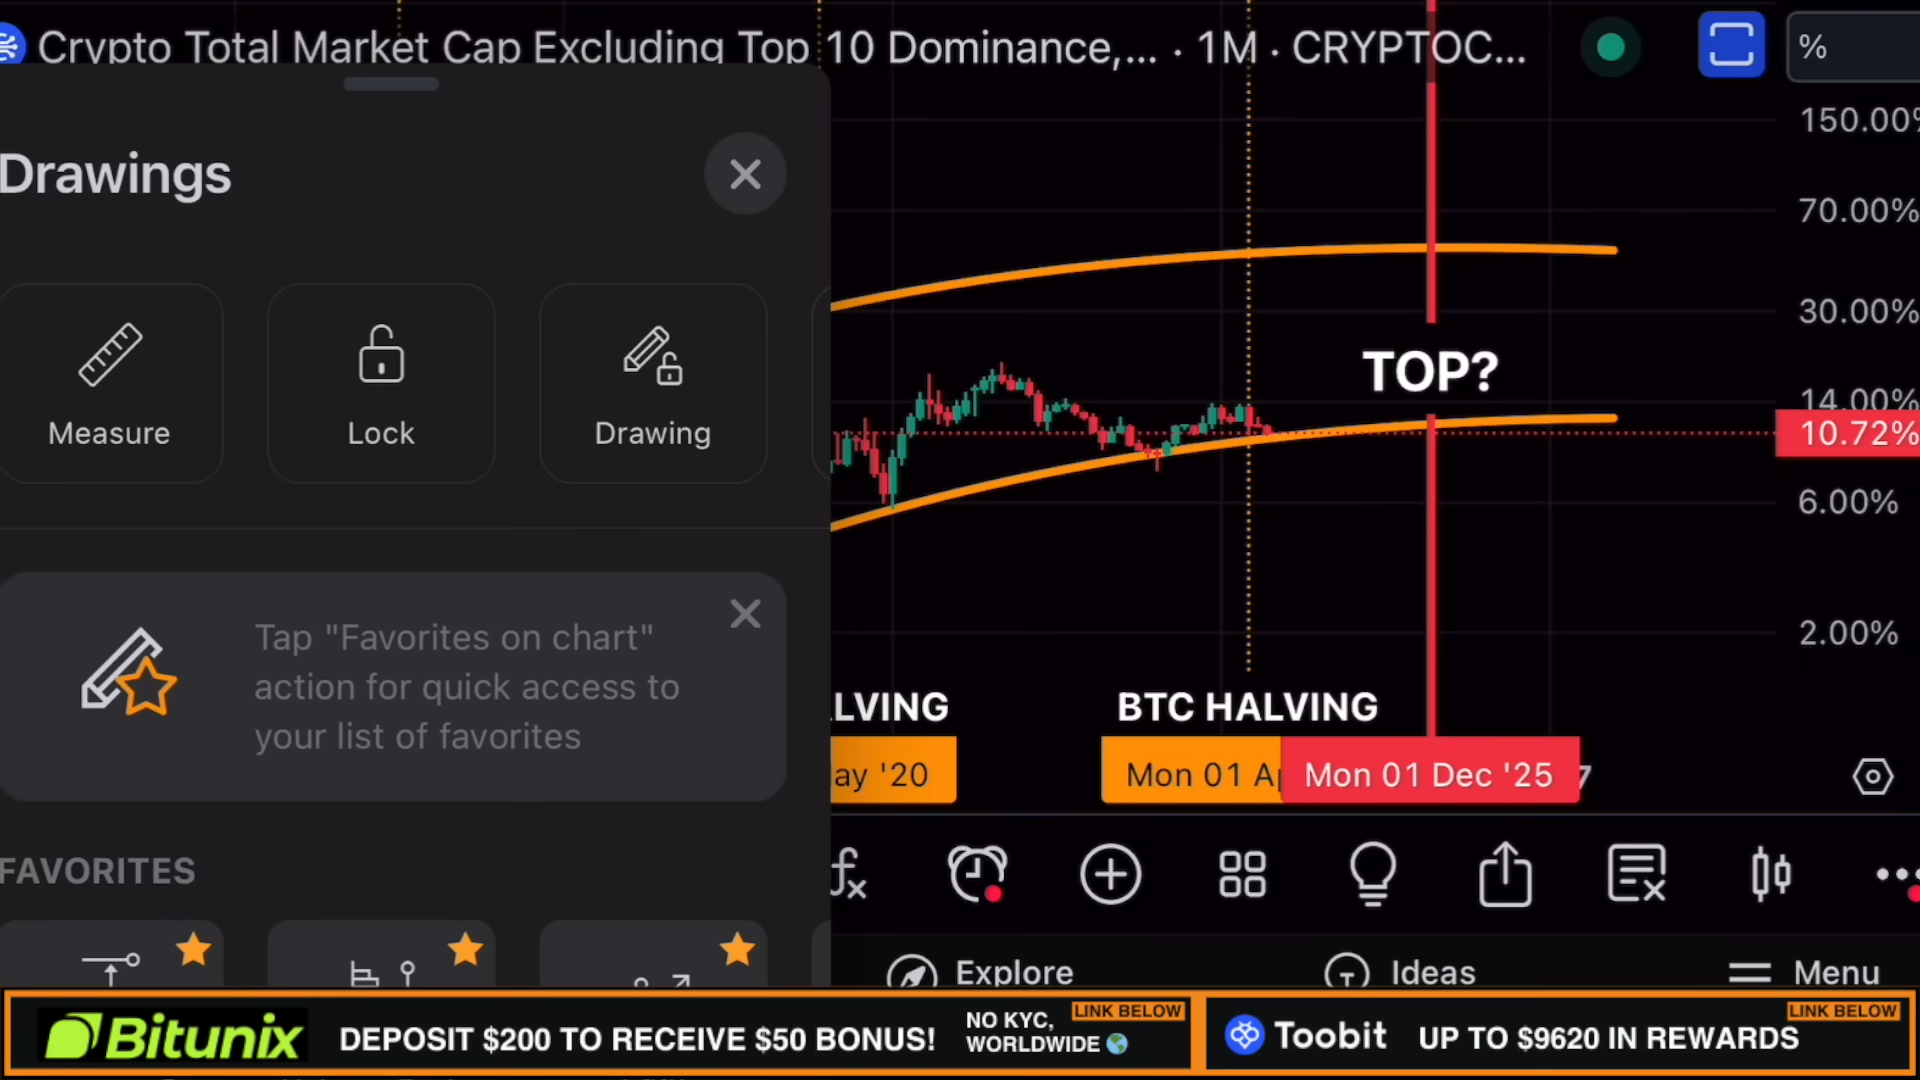 Crypto Total Market Cap Excluding Top 10 Dominance,... · 1M · CRYPTOC...
%
Drawings
Measure
Lock
Drawing
Tap "Favorites on chart"
action for quick access to
your list of favorites
FAVORITES
150.00%
70.00%
30.00%
14.00%
10.72%
6.00%
2.00%
TOP?
LVING
BTC HALVING
ay '20
Mon 01 A
Mon 01 Dec '25
7
Explore
Ideas
Menu
Bitunix
DEPOSIT $200 TO RECEIVE $50 BONUS!
NO KYC,
WORLDWIDE
LINK BELOW
Toobit
UP TO $9620 IN REWARDS
LINK BELOW